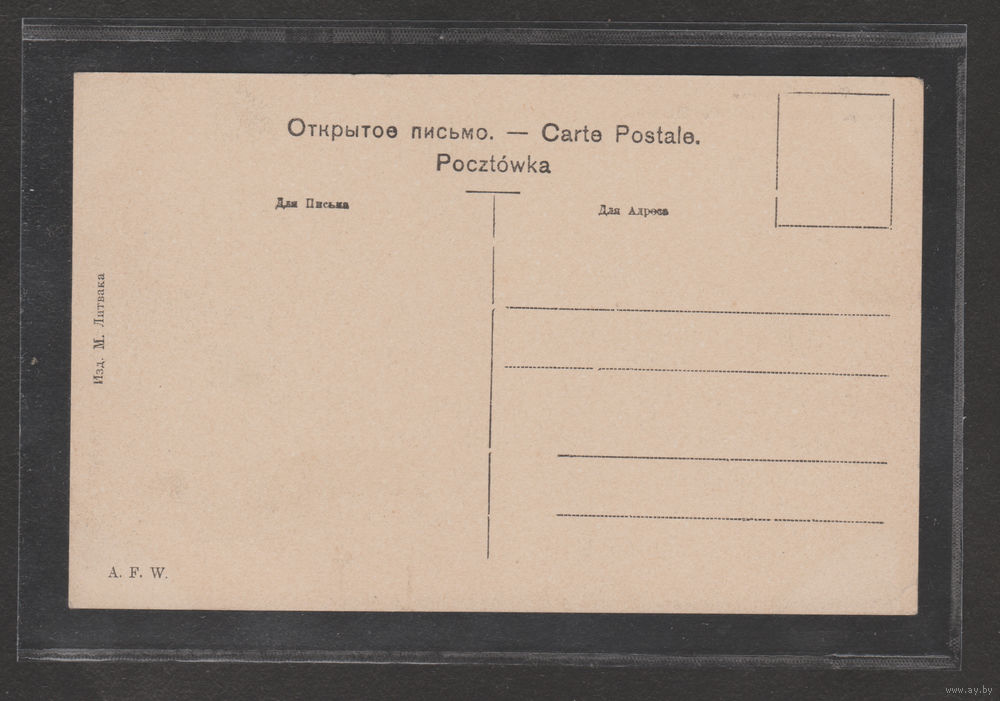 Открытое письмо. — Carte Postale.
Pocztówka
Для Письма
Для Адреса
Изд. М. Литвака
A. F. W.
www.ay.by